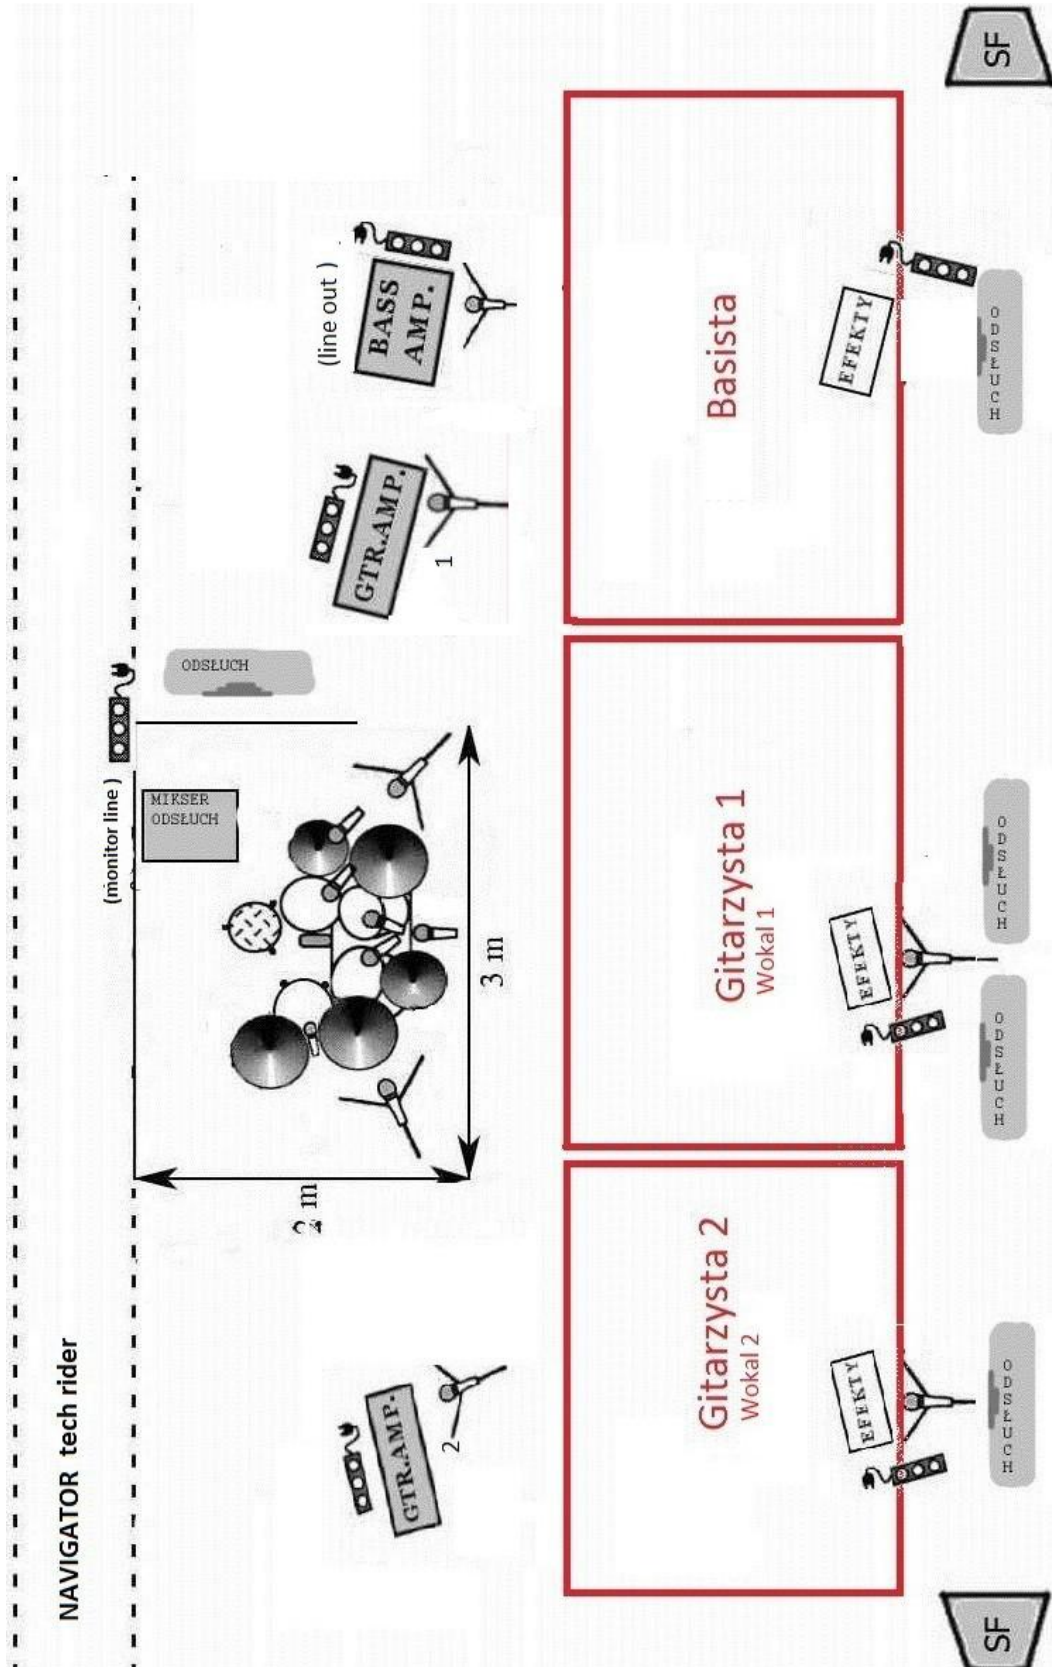 NAVIGATOR tech rider
(monitor line )
MIKSER
ODSŁUCH
ODSŁUCH
(line out )
GTR.AMP.
2
GTR.AMP.
1
BASS
AMP.
2 m
3 m
Gitarzysta 2
Wokal 2
Gitarzysta 1
Wokal 1
Basista
EFEKTY
EFEKTY
EFEKTY
SF
ODSŁUCH
ODSŁUCH
ODSŁUCH
ODSŁUCH
SF